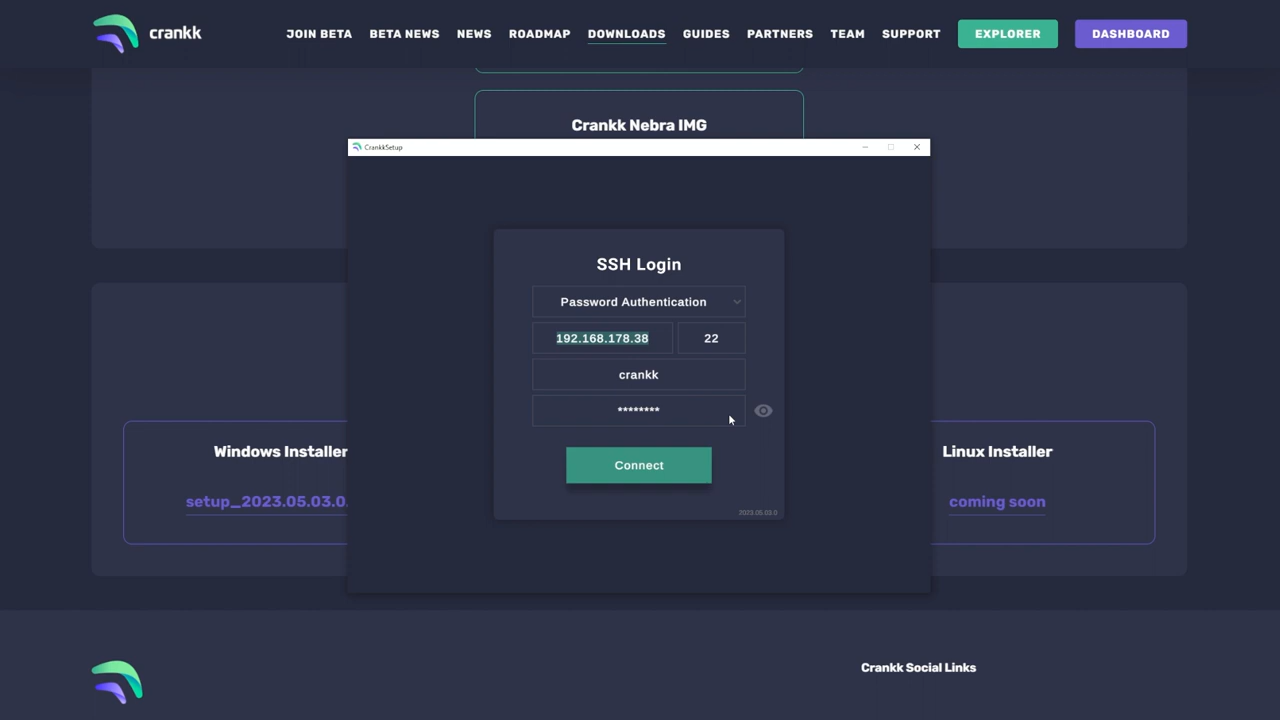 crankk
JOIN BETA
BETA NEWS
NEWS
ROADMAP
DOWNLOADS
GUIDES
PARTNERS
TEAM
SUPPORT
EXPLORER
DASHBOARD
Crankk Nebra IMG
CrankkSetup
SSH Login
Password Authentication
192.168.178.38
22
crankk
********
Connect
2023.05.03.0
Windows Installer
setup_2023.05.03.0.
Linux Installer
coming soon
Crankk Social Links